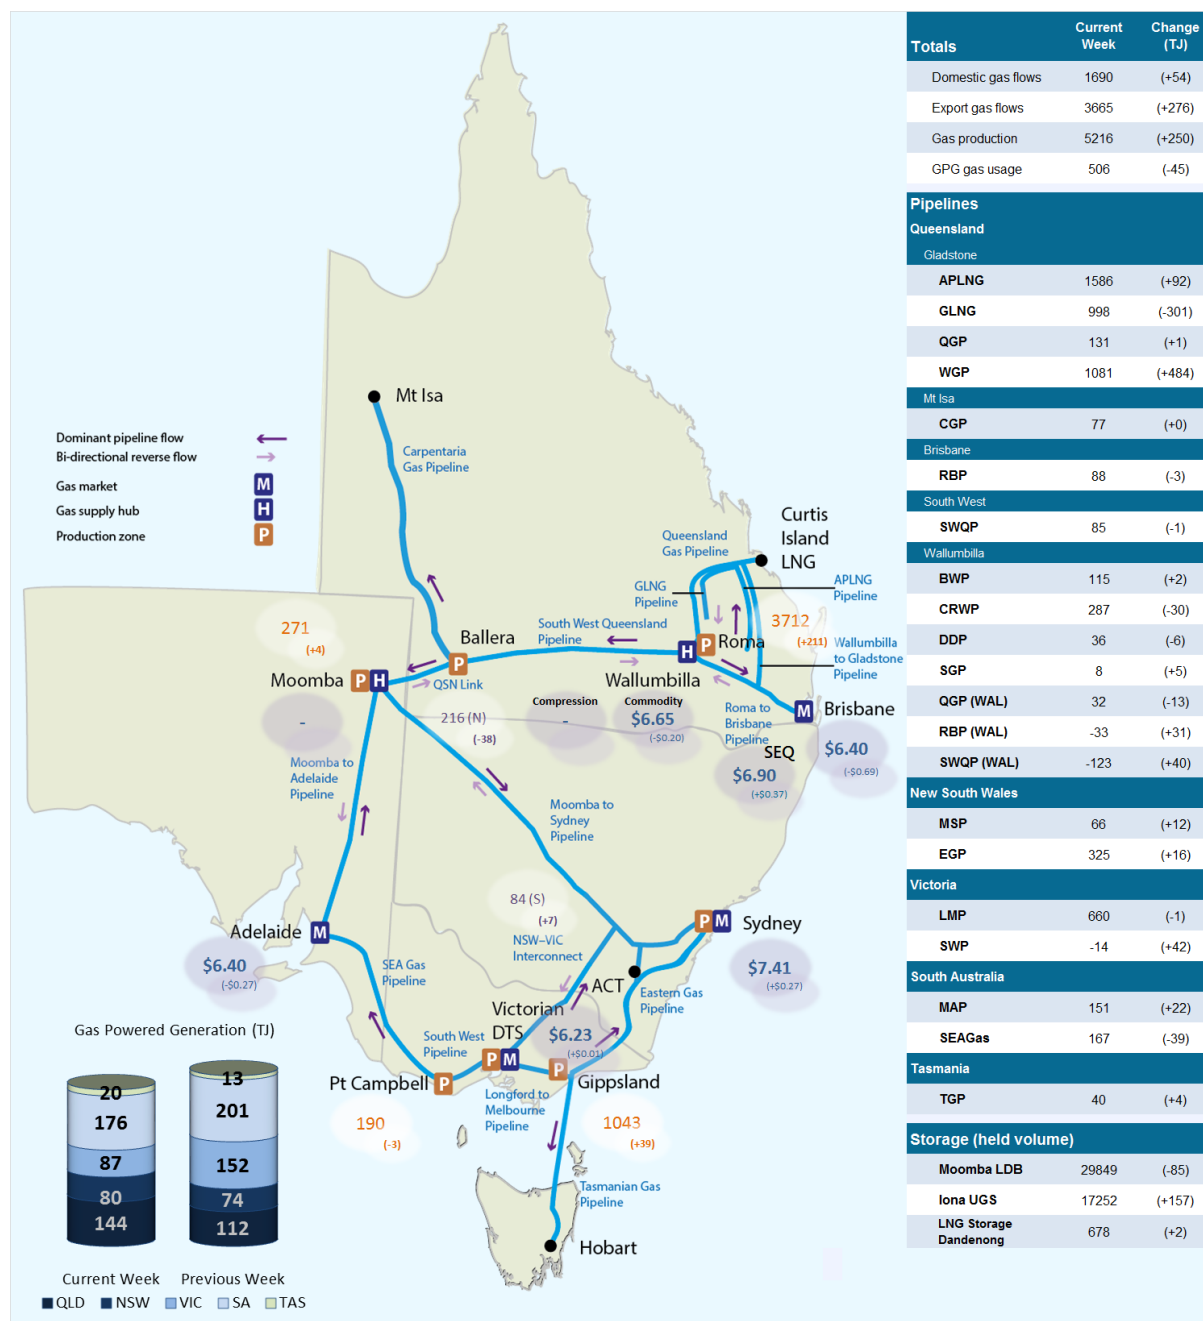 Mt Isa
Dominant pipeline flow
Bi-directional reverse flow
Gas market M
Gas supply hub H
Production zone P
Carpentaria
Gas Pipeline
Curtis
Island
LNG
Queensland
Gas Pipeline
GLNG
Pipeline
APLNG
Pipeline
3712
(+211)
271
(+4)
Ballera
P
South West Queensland
Pipeline
H P Roma
Wallumbilla
to Gladstone
Pipeline
Moomba P H
QSN Link
Wallumbilla
-
216 (N)
(-38)
Compression
-
Commodity
$6.65
(-$0.20)
Roma to
Brisbane
Pipeline
M Brisbane
$6.40
(-$0.69)
SEQ
$6.90
(+$0.37)
Moomba to
Adelaide
Pipeline
Moomba to
Sydney
Pipeline
84 (S)
(+7)
NSW–VIC
Interconnect
P M Sydney
$7.41
(+$0.27)
Adelaide M
$6.40
(-$0.27)
SEA Gas
Pipeline
ACT
Eastern Gas
Pipeline
Victorian
DTS
P M
$6.23
(+$0.01)
South West
Pipeline
Pt Campbell P
190
(-3)
P
Gippsland
1043
(+39)
Longford to
Melbourne
Pipeline
Tasmanian Gas
Pipeline
Hobart
Gas Powered Generation (TJ)
20
176
87
80
144
13
201
152
74
112
Current Week Previous Week
QLD NSW VIC SA TAS
Totals Current Week Change (TJ)
Domestic gas flows 1690 (+54)
Export gas flows 3665 (+276)
Gas production 5216 (+250)
GPG gas usage 506 (-45)
Pipelines
Queensland
Gladstone
APLNG 1586 (+92)
GLNG 998 (-301)
QGP 131 (+1)
WGP 1081 (+484)
Mt Isa
CGP 77 (+0)
Brisbane
RBP 88 (-3)
South West
SWQP 85 (-1)
Wallumbilla
BWP 115 (+2)
CRWP 287 (-30)
DDP 36 (-6)
SGP 8 (+5)
QGP (WAL) 32 (-13)
RBP (WAL) -33 (+31)
SWQP (WAL) -123 (+40)
New South Wales
MSP 66 (+12)
EGP 325 (+16)
Victoria
LMP 660 (-1)
SWP -14 (+42)
South Australia
MAP 151 (+22)
SEAGas 167 (-39)
Tasmania
TGP 40 (+4)
Storage (held volume)
Moomba LDB 29849 (-85)
Iona UGS 17252 (+157)
LNG Storage
Dandenong 678 (+2)